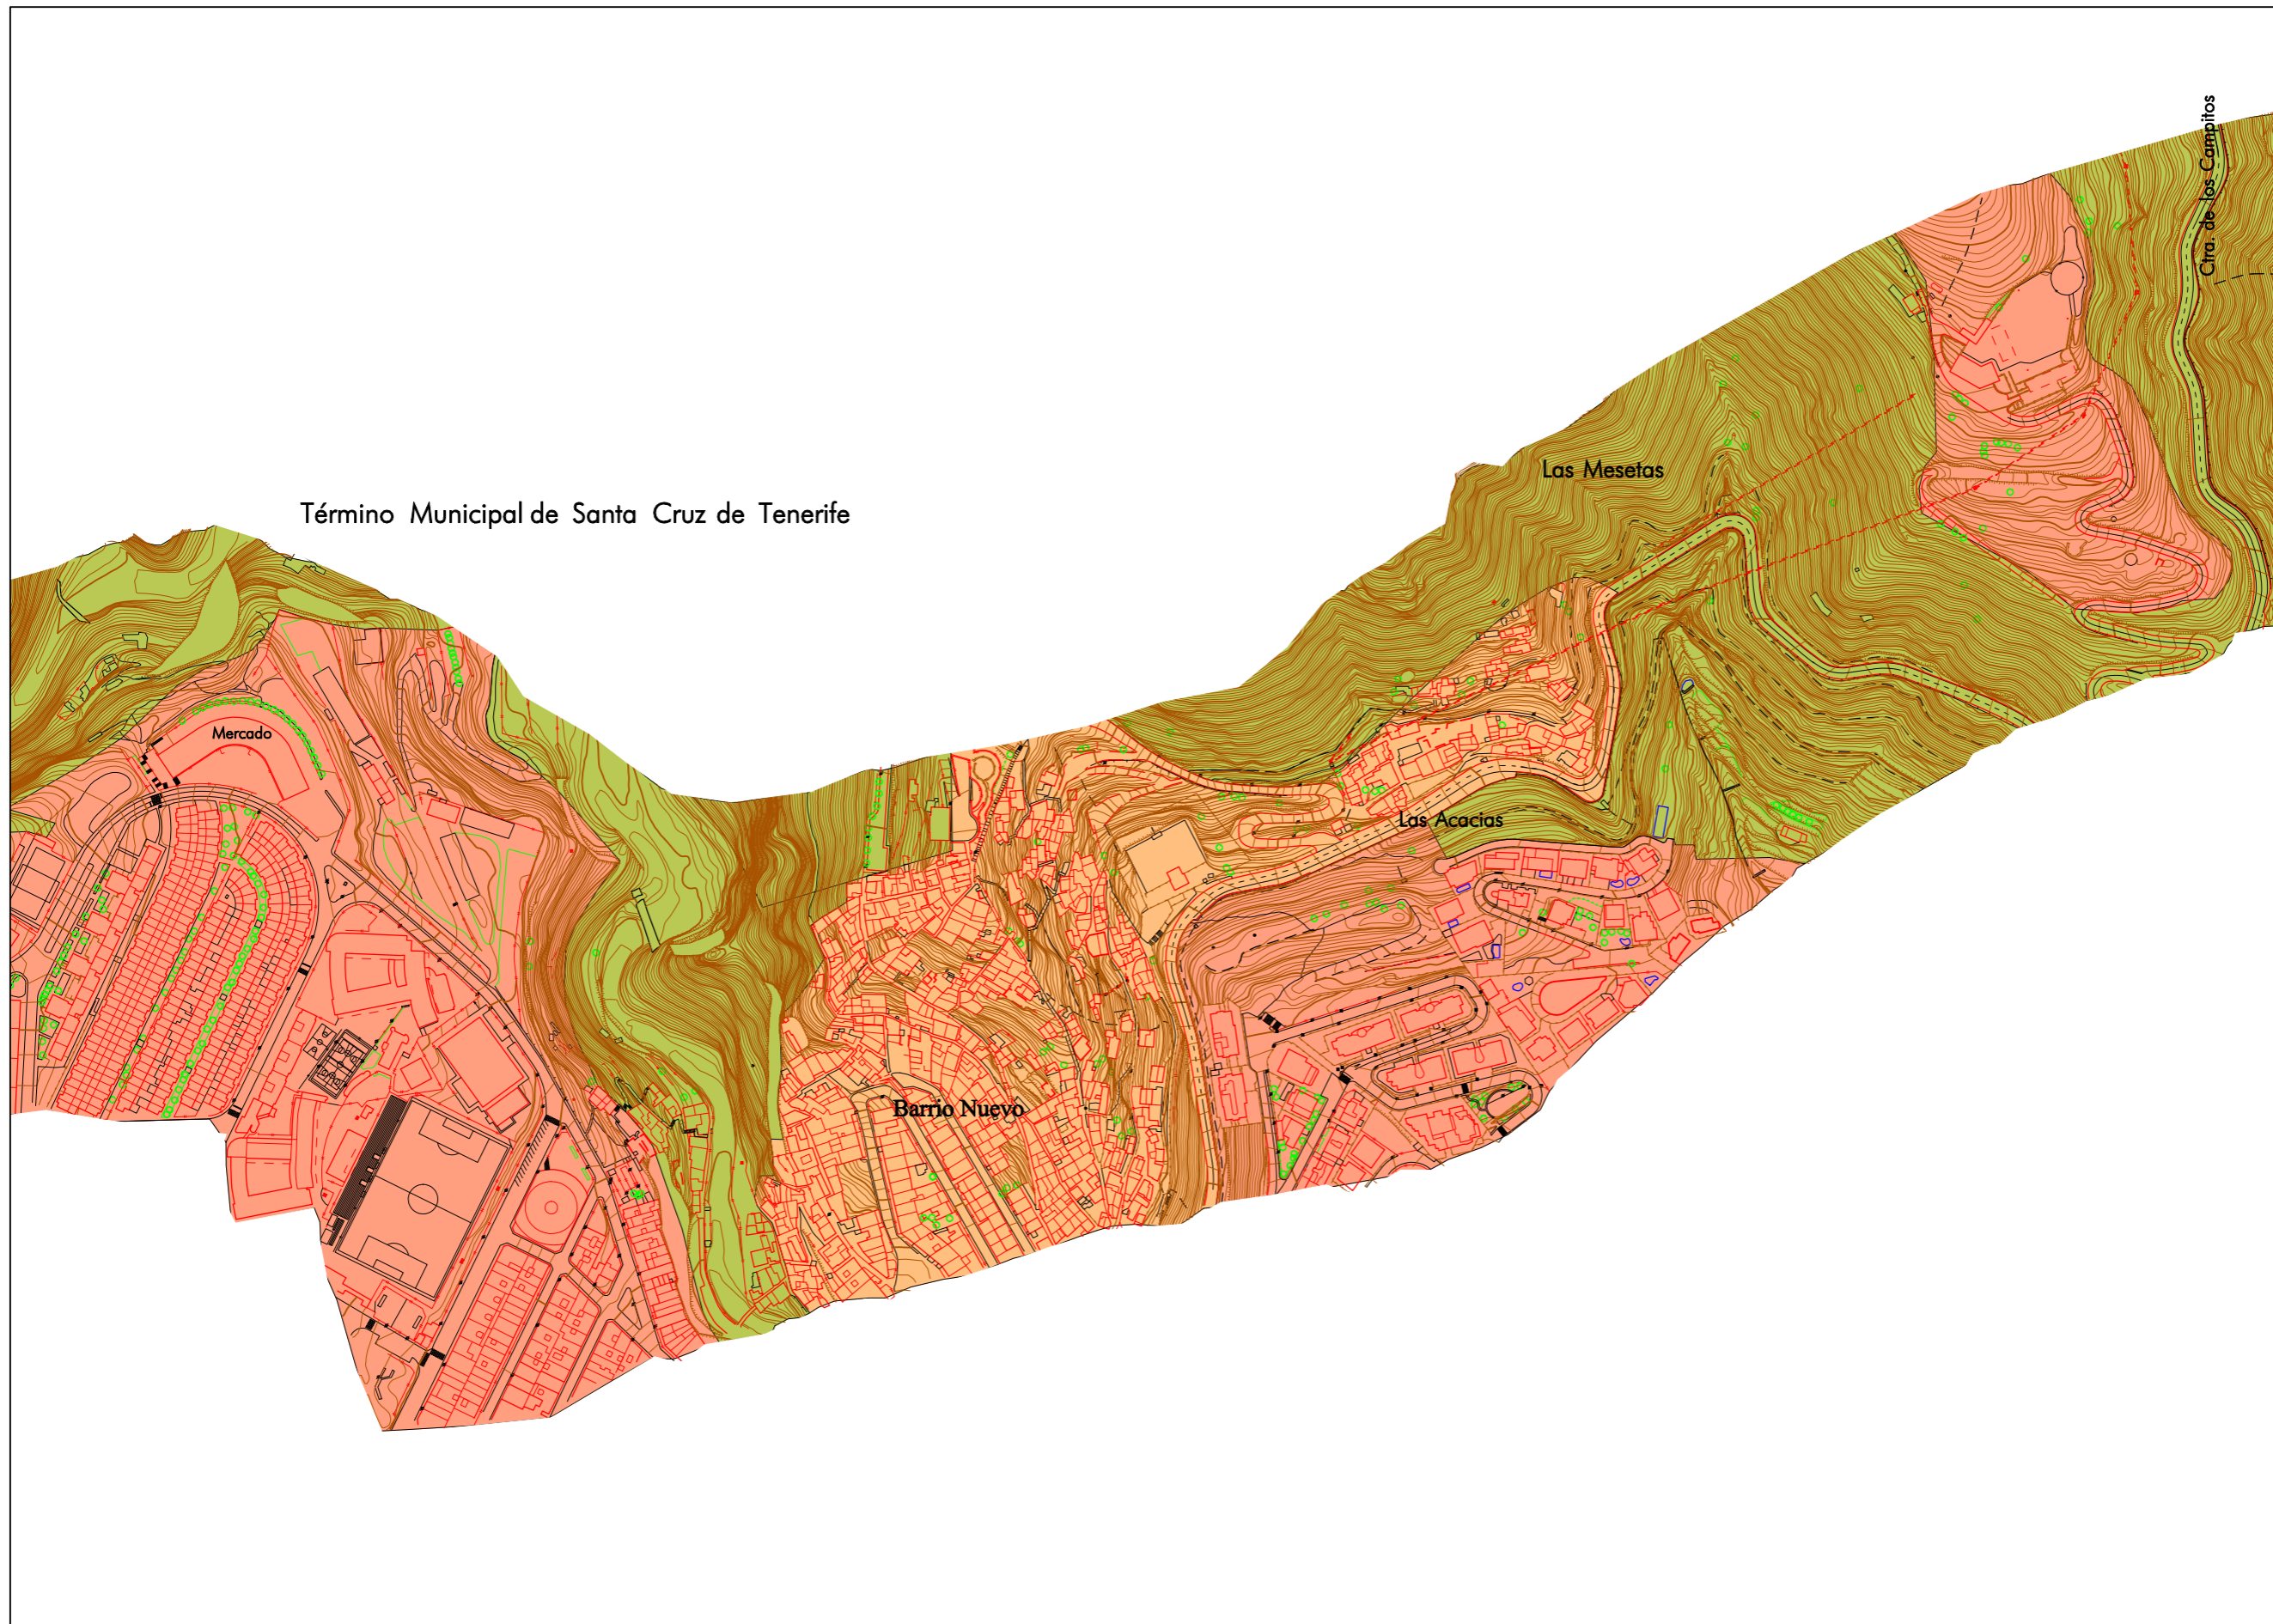 Ctra. de los Campitos
Las Mesetas
Término Municipal de Santa Cruz de Tenerife
Mercado
Las Acacias
Barrio Nuevo